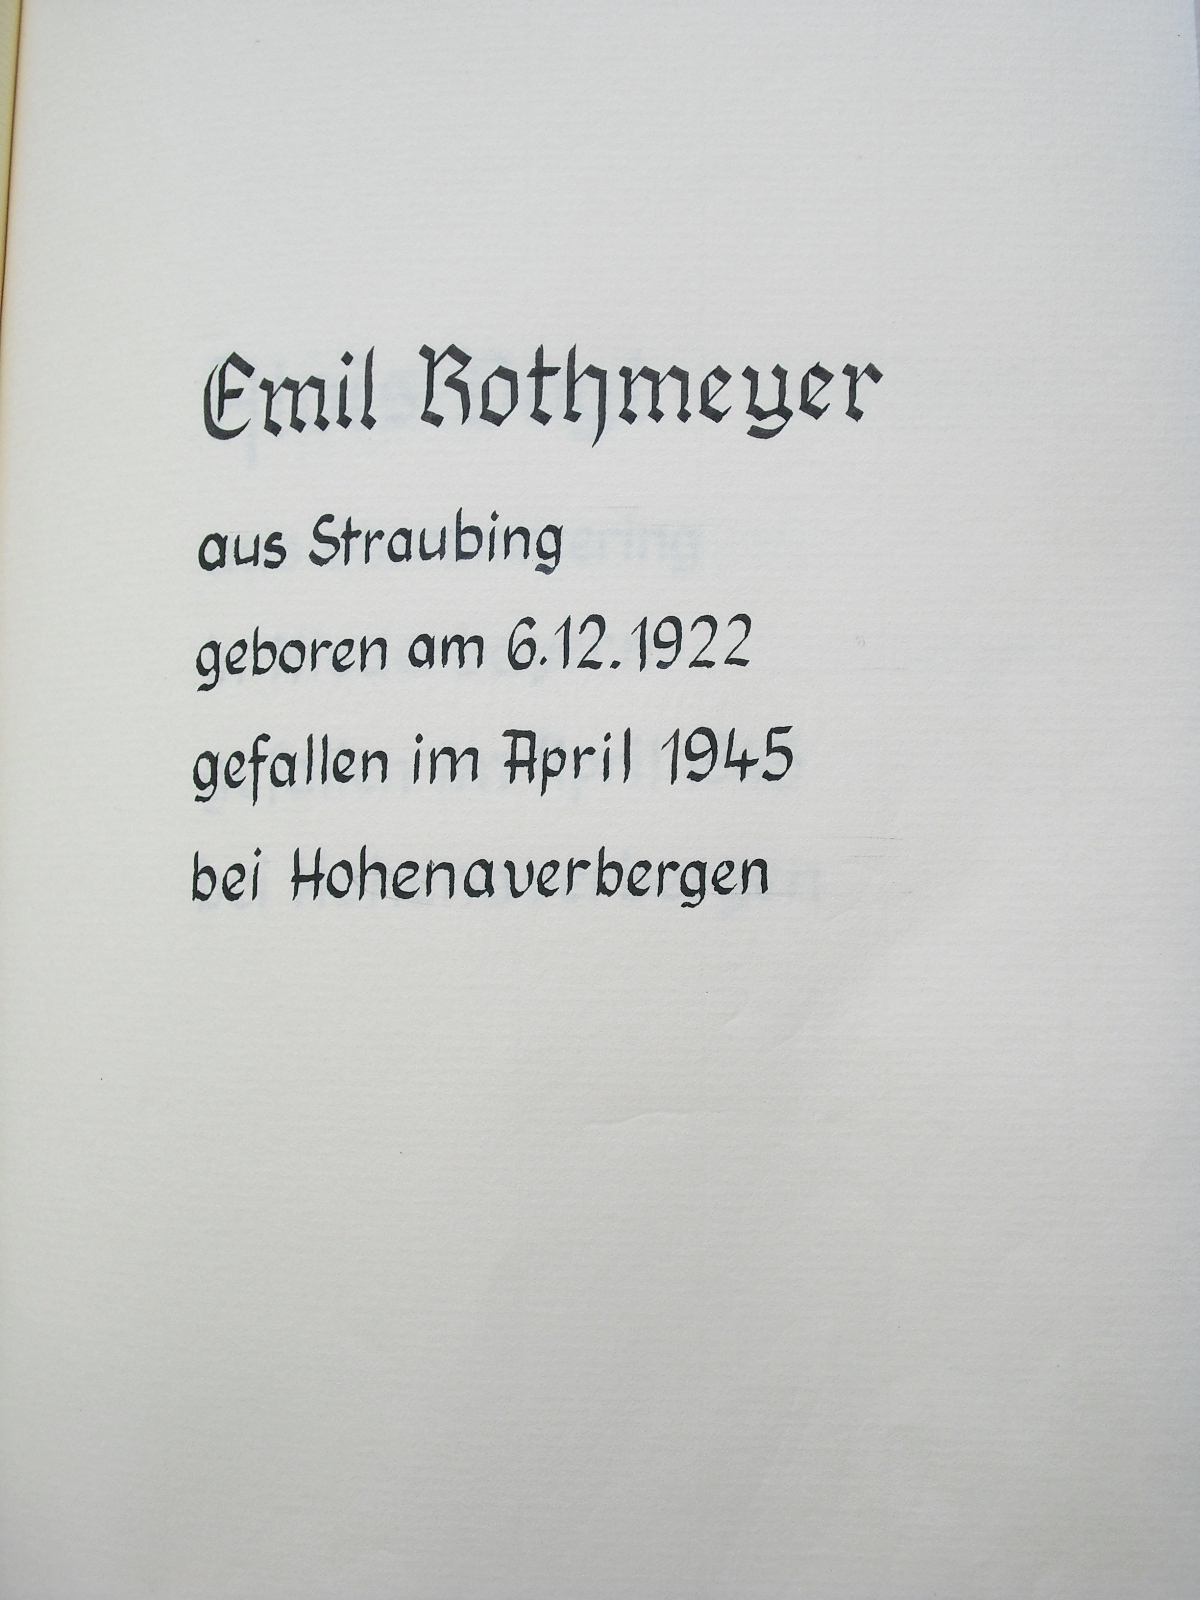 Emil Rothmeyer
aus Straubing
geboren am 6.12.1922
gefallen im April 1945
bei Hohenaverbergen